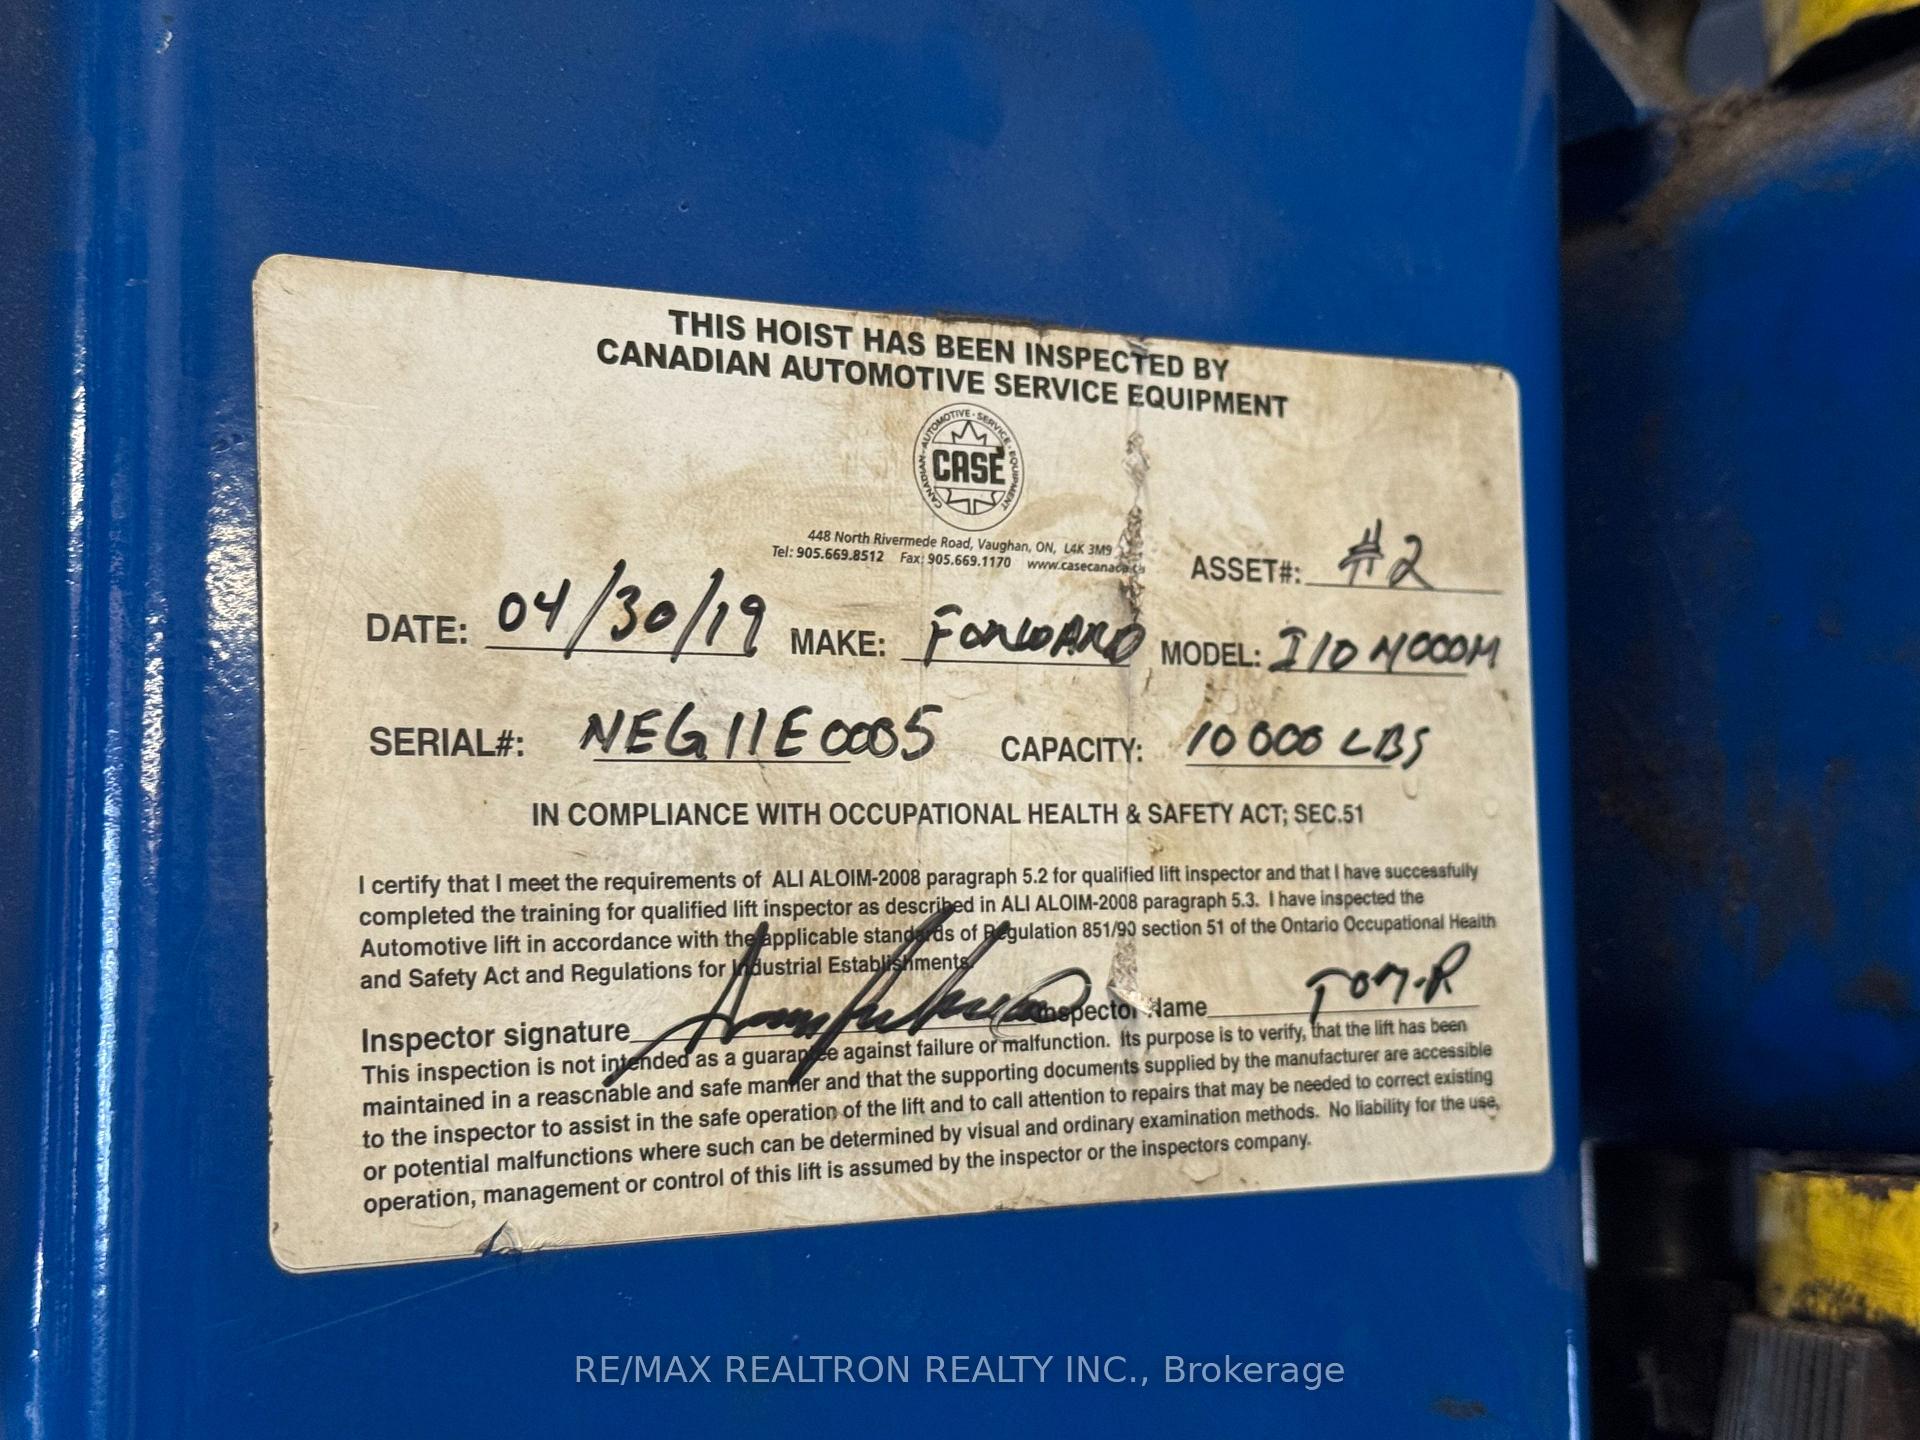 THIS HOIST HAS BEEN INSPECTED BY
CANADIAN AUTOMOTIVE SERVICE EQUIPMENT
CANADIAN · AUTOMOTIVE · SERVICE · EQUIPMENT
CASE
448 North Rivermede Road, Vaughan, ON, L4K 3M9
Tel: 905.669.8512 Fax: 905.669.1170 www.casecanada.ca
ASSET#: #2
DATE: 04/30/19 MAKE: FORWARD MODEL:
SERIAL#: NEG11E0005 CAPACITY: 10000 LBS
IN COMPLIANCE WITH OCCUPATIONAL HEALTH & SAFETY ACT; SEC.51
I certify that I meet the requirements of ALI ALOIM-2008 paragraph 5.2 for qualified lift inspector and that I have successfully
completed the training for qualified lift inspector as described in ALI ALOIM-2008 paragraph 5.3. I have inspected the
Automotive lift in accordance with the applicable standards of Regulation 851/90 section 51 of the Ontario Occupational Health
and Safety Act and Regulations for Industrial Establishments.
Inspector signature Inspector Name TOM.R
This inspection is not intended as a guarantee against failure or malfunction. Its purpose is to verify, that the lift has been
maintained in a reasonable and safe manner and that the supporting documents supplied by the manufacturer are accessible
to the inspector to assist in the safe operation of the lift and to call attention to repairs that may be needed to correct existing
or potential malfunctions where such can be determined by visual and ordinary examination methods. No liability for the use,
operation, management or control of this lift is assumed by the inspector or the inspectors company.
RE/MAX REALTRON REALTY INC., Brokerage